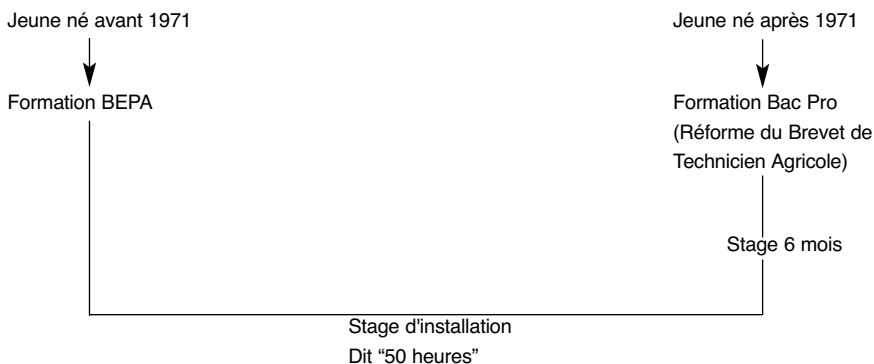 Jeune né avant 1971
Formation BEPA
Jeune né après 1971
Formation Bac Pro
(Réforme du Brevet de
Technicien Agricole)
Stage 6 mois
Stage d'installation
Dit “50 heures”